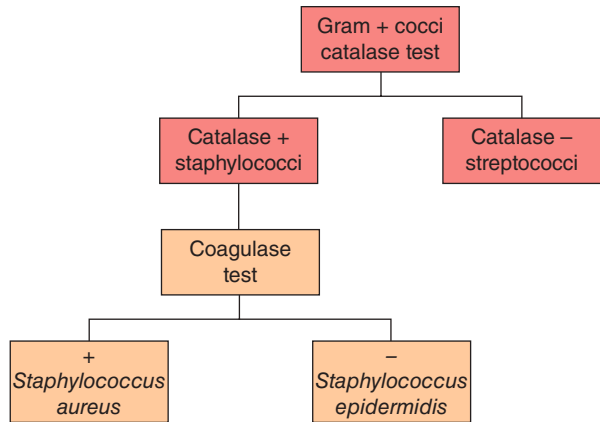 Gram + cocci
catalase test
Catalase +
staphylococci
Catalase –
streptococci
Coagulase
test
+
Staphylococcus
aureus
–
Staphylococcus
epidermidis